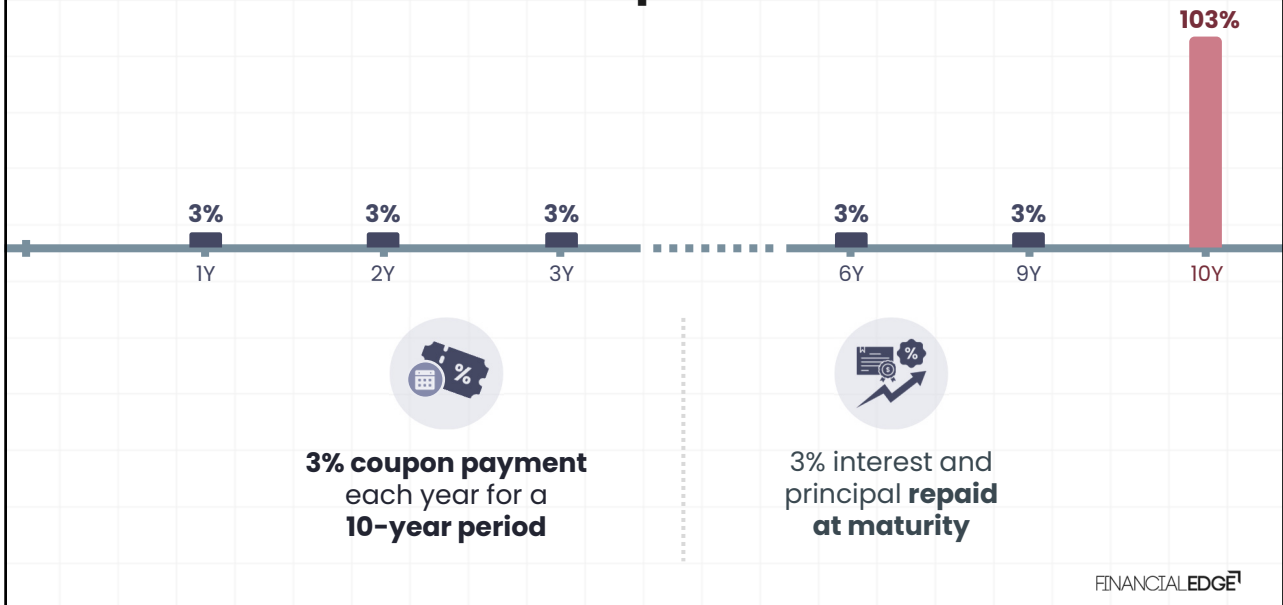 103%
3%
3%
3%
3%
3%
1Y
2Y
3Y
6Y
9Y
10Y
3% coupon payment
each year for a
10-year period
3% interest and
principal repaid
at maturity
FINANCIALEDGE